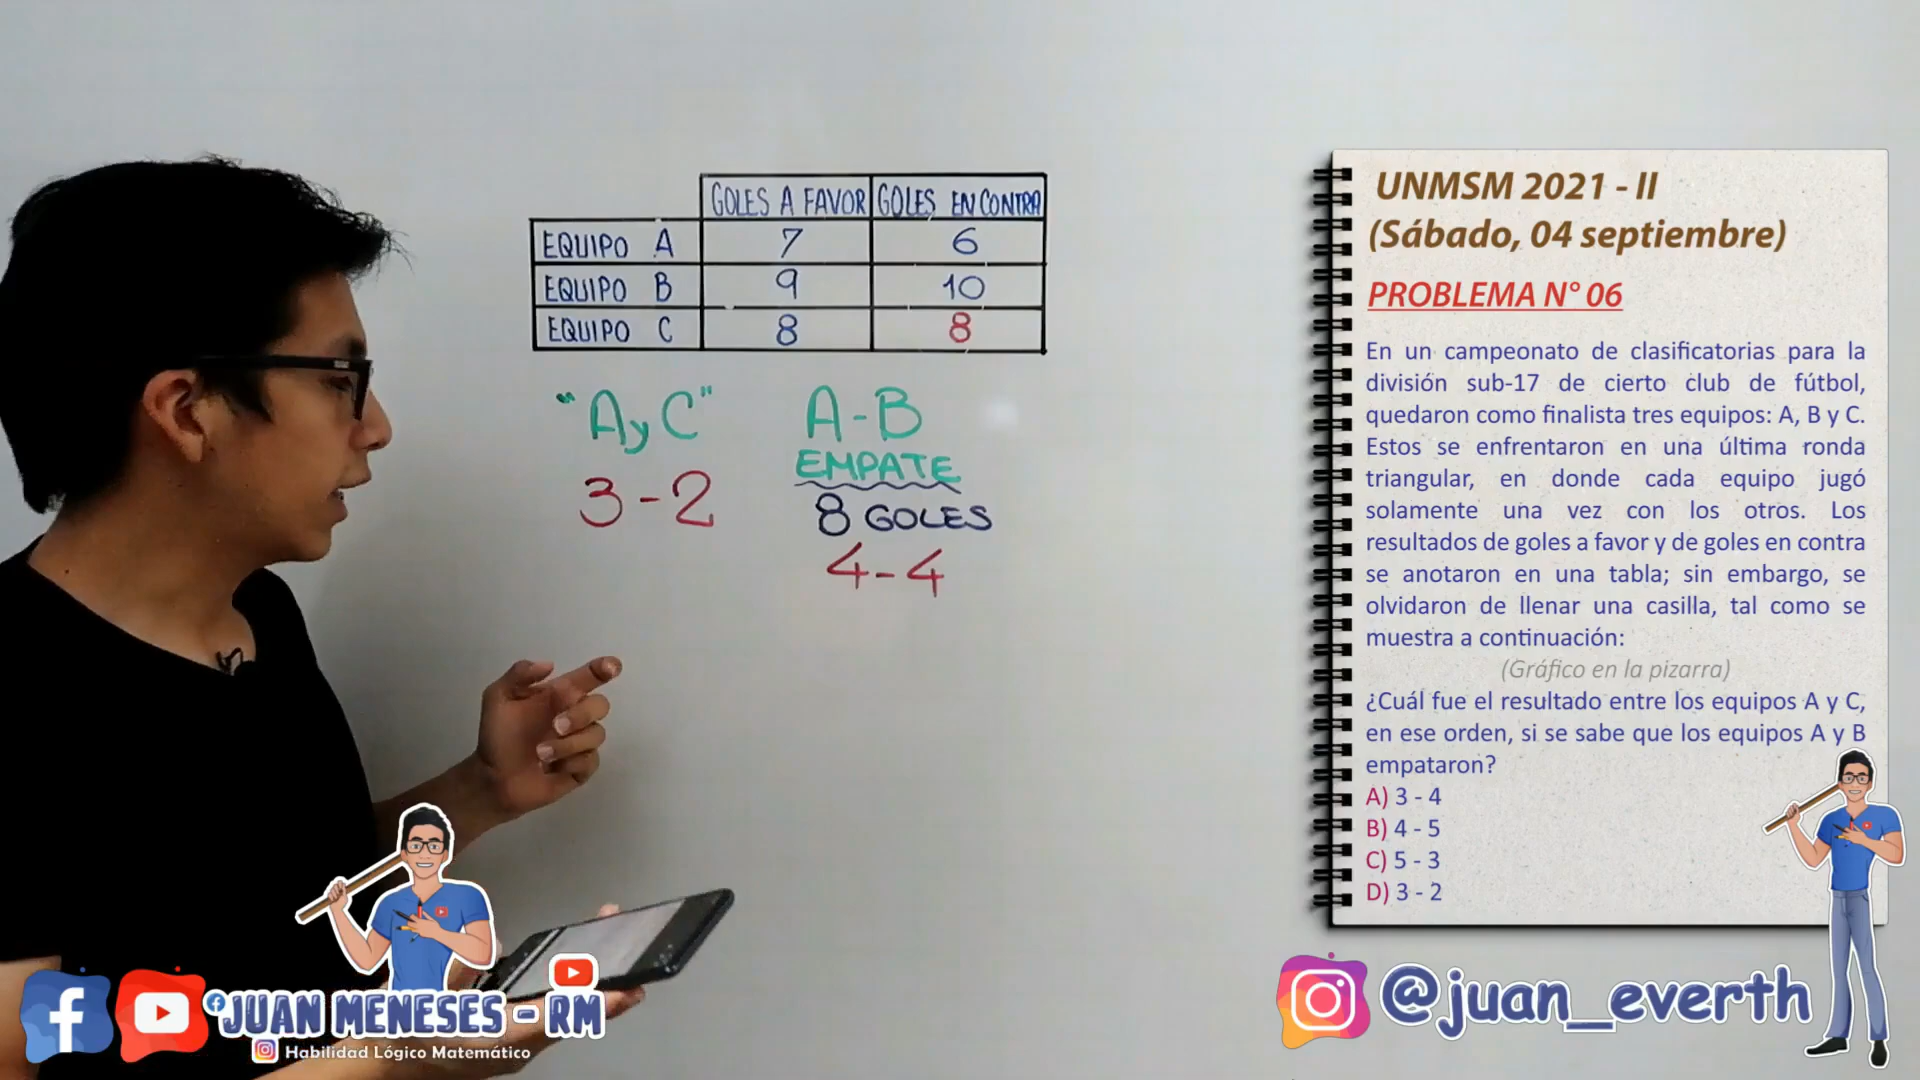 GOLES A FAVOR GOLES EN CONTRA
EQUIPO A 7 6
EQUIPO B 9 10
EQUIPO C 8 8
"A y C" A-B
EMPATE
3-2 8 GOLES
4-4
UNMSM 2021 - II
(Sábado, 04 septiembre)
PROBLEMA N° 06
En un campeonato de clasificatorias para la
división sub-17 de cierto club de fútbol,
quedaron como finalista tres equipos: A, B y C.
Estos se enfrentaron en una última ronda
triangular, en donde cada equipo jugó
solamente una vez con los otros. Los
resultados de goles a favor y de goles en contra
se anotaron en una tabla; sin embargo, se
olvidaron de llenar una casilla, tal como se
muestra a continuación:
(Gráfico en la pizarra)
¿Cuál fue el resultado entre los equipos A y C,
en ese orden, si se sabe que los equipos A y B
empataron?
A) 3 - 4
B) 4 - 5
C) 5 - 3
D) 3 - 2
JUAN MENESES - RM
Habilidad Lógico Matemático
@juan_everth